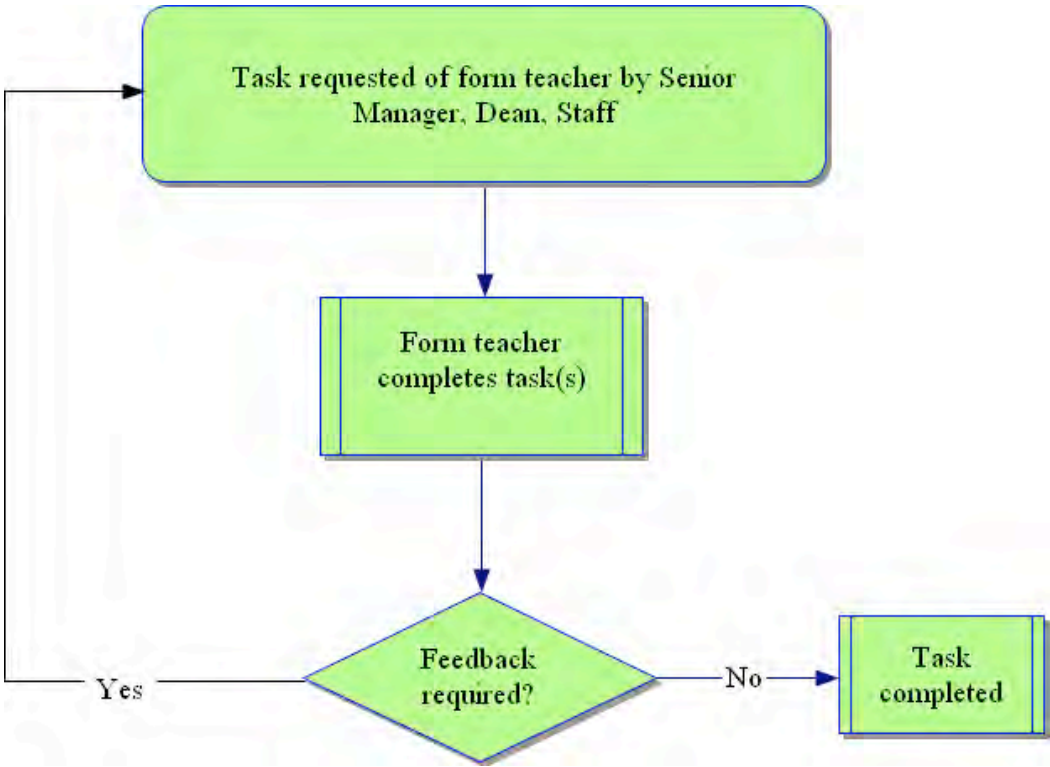 Task requested of form teacher by Senior
Manager, Dean, Staff
Form teacher
completes task(s)
Feedback
required?
Yes
No
Task
completed